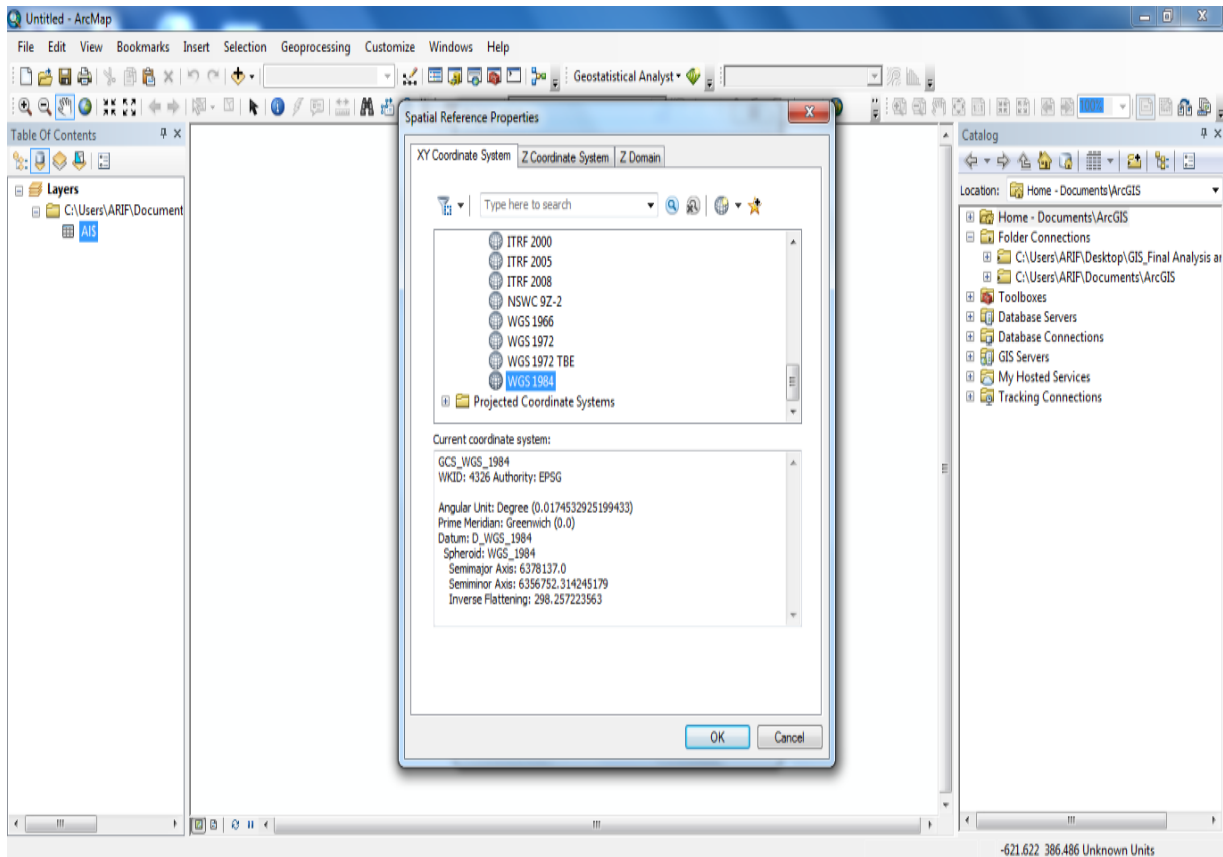 Untitled - ArcMap
File Edit View Bookmarks Insert Selection Geoprocessing Customize Windows Help
Geostatistical Analyst
100%
Table Of Contents
Layers
C:\Users\ARIF\Document
Spatial Reference Properties
XY Coordinate System Z Coordinate System Z Domain
Type here to search
ITRF 2000
ITRF 2005
ITRF 2008
NSWC 9Z-2
WGS 1966
WGS 1972
WGS 1972 TBE
WGS 1984
Projected Coordinate Systems
Current coordinate system:
GCS_WGS_1984
WKID: 4326 Authority: EPSG
Angular Unit: Degree (0.0174532925199433)
Prime Meridian: Greenwich (0.0)
Datum: D_WGS_1984
Spheroid: WGS_1984
Semimajor Axis: 6378137.0
Semiminor Axis: 6356752.314245179
Inverse Flattening: 298.257223563
OK Cancel
Catalog
Location: Home - Documents\ArcGIS
Home - Documents\ArcGIS
Folder Connections
C:\Users\ARIF\Desktop\GIS_Final Analysis
C:\Users\ARIF\Documents\ArcGIS
Toolboxes
Database Servers
Database Connections
GIS Servers
My Hosted Services
Tracking Connections
-621.622 386.486 Unknown Units